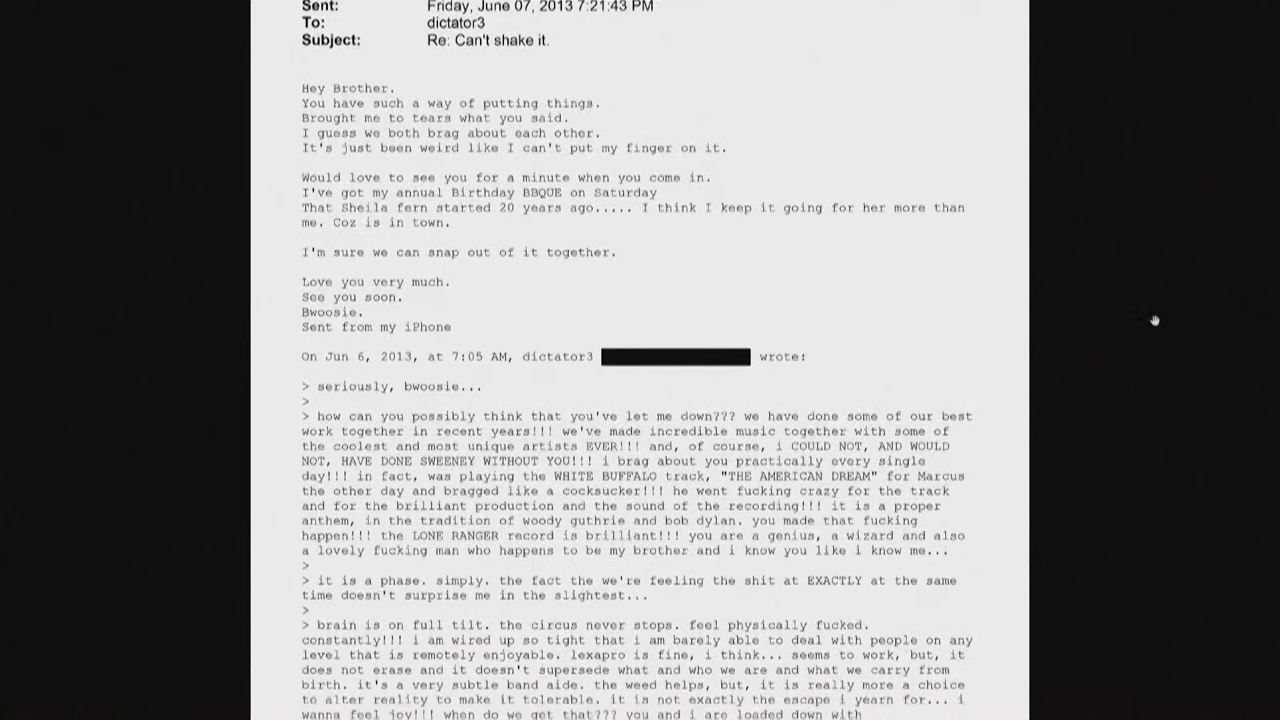 Sent: Friday, June 07, 2013 7:21:43 PM
To: dictator3
Subject: Re: Can't shake it.
Hey Brother.
You have such a way of putting things.
Brought me to tears what you said.
I guess we both brag about each other.
It's just been weird like I can't put my finger on it.
Would love to see you for a minute when you come in.
I've got my annual Birthday BBQUE on Saturday
That Sheila fern started 20 years ago..... I think I keep it going for her more than
me. Coz is in town.
I'm sure we can snap out of it together.
Love you very much.
See you soon.
Bwoosie.
Sent from my iPhone
On Jun 6, 2013, at 7:05 AM, dictator3 wrote:
> seriously, bwoosie...
>
> how can you possibly think that you've let me down??? we have done some of our best
work together in recent years!!! we've made incredible music together with some of
the coolest and most unique artists EVER!!! and, of course, i COULD NOT, AND WOULD
NOT, HAVE DONE SWEENEY WITHOUT YOU!!! i brag about you practically every single
day!!! in fact, was playing the WHITE BUFFALO track, "THE AMERICAN DREAM" for Marcus
the other day and bragged like a cocksucker!!! he went fucking crazy for the track
and for the brilliant production and the sound of the recording!!! it is a proper
anthem, in the tradition of woody guthrie and bob dylan. you made that fucking
happen!!! the LONE RANGER record is brilliant!!! you are a genius, a wizard and also
a lovely fucking man who happens to be my brother and i know you like i know me...
>
> it is a phase. simply. the fact the we're feeling the shit at EXACTLY at the same
time doesn't surprise me in the slightest...
>
> brain is on full tilt. the circus never stops. feel physically fucked.
constantly!!! i am wired up so tight that i am barely able to deal with people on any
level that is remotely enjoyable. lexapro is fine, i think... seems to work, but, it
does not erase and it doesn't supersede what and who we are and what we carry from
birth. it's a very subtle band aide. the weed helps, but, it is really more a choice
to alter reality to make it tolerable. it is not exactly the escape i yearn for... i
wanna feel joy!!! when do we get that??? you and i are loaded down with